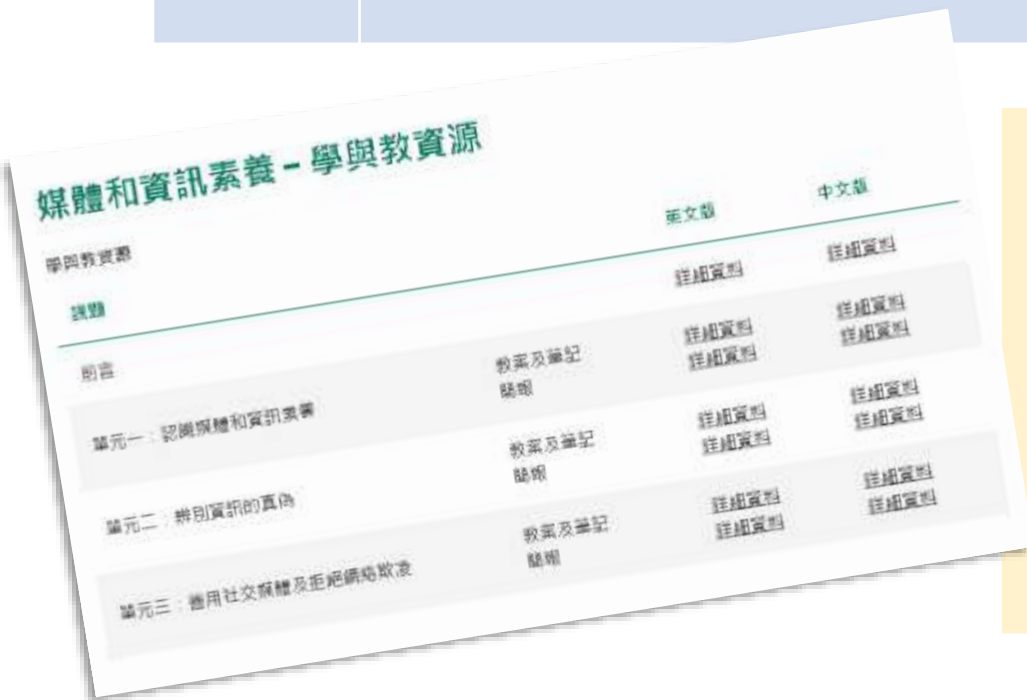 媒體和資訊素養 – 學與教資源
學與教資源
課題 英文版 中文版
前言 詳細資料 詳細資料
單元一：認識媒體和資訊素養 教案及筆記 詳細資料 詳細資料
簡報 詳細資料 詳細資料
單元二：辨別資訊的真偽 教案及筆記 詳細資料 詳細資料
簡報 詳細資料 詳細資料
單元三：善用社交媒體及拒絕網絡欺凌 教案及筆記 詳細資料 詳細資料
簡報 詳細資料 詳細資料